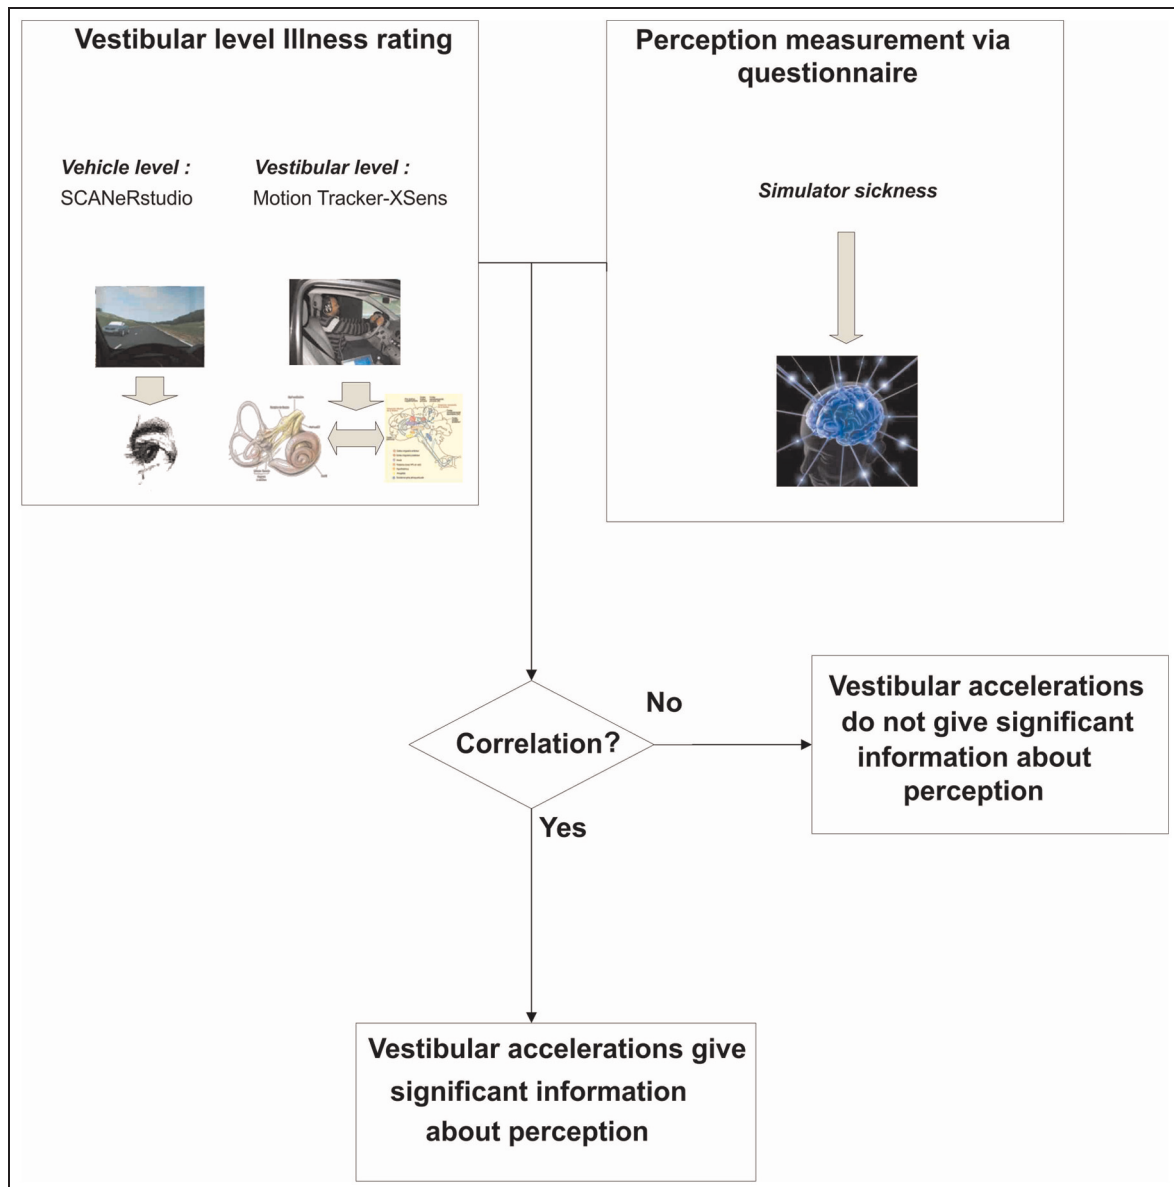 Vestibular level Illness rating
Vehicle level :
SCANeRstudio
Vestibular level :
Motion Tracker-XSens
Perception measurement via
questionnaire
Simulator sickness
Correlation?
No
Vestibular accelerations
do not give significant
information about
perception
Yes
Vestibular accelerations give
significant information
about perception